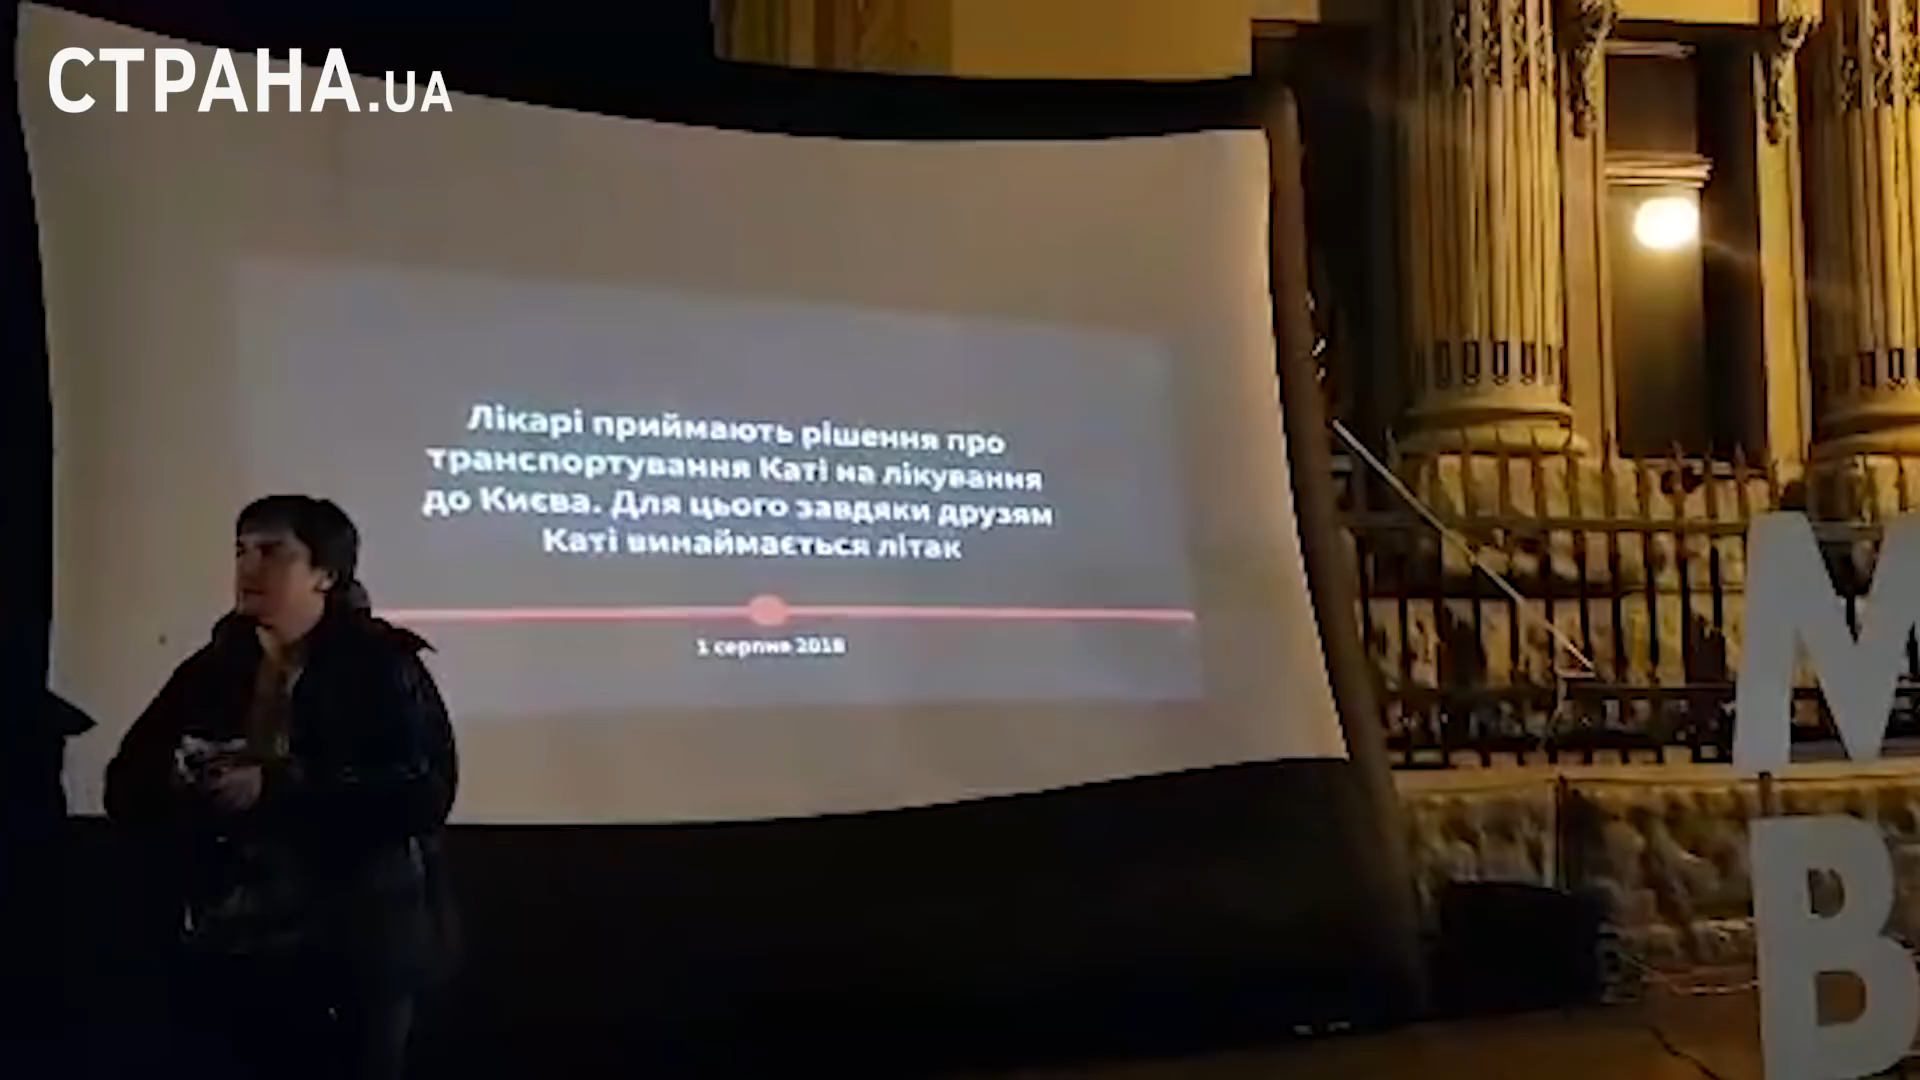 СТРАНА.UA
Лікарі приймають рішення про
транспортування Каті на лікування
до Києва. Для цього завдяки друзям
Каті винаймається літак
1 серпня 2018
М
В